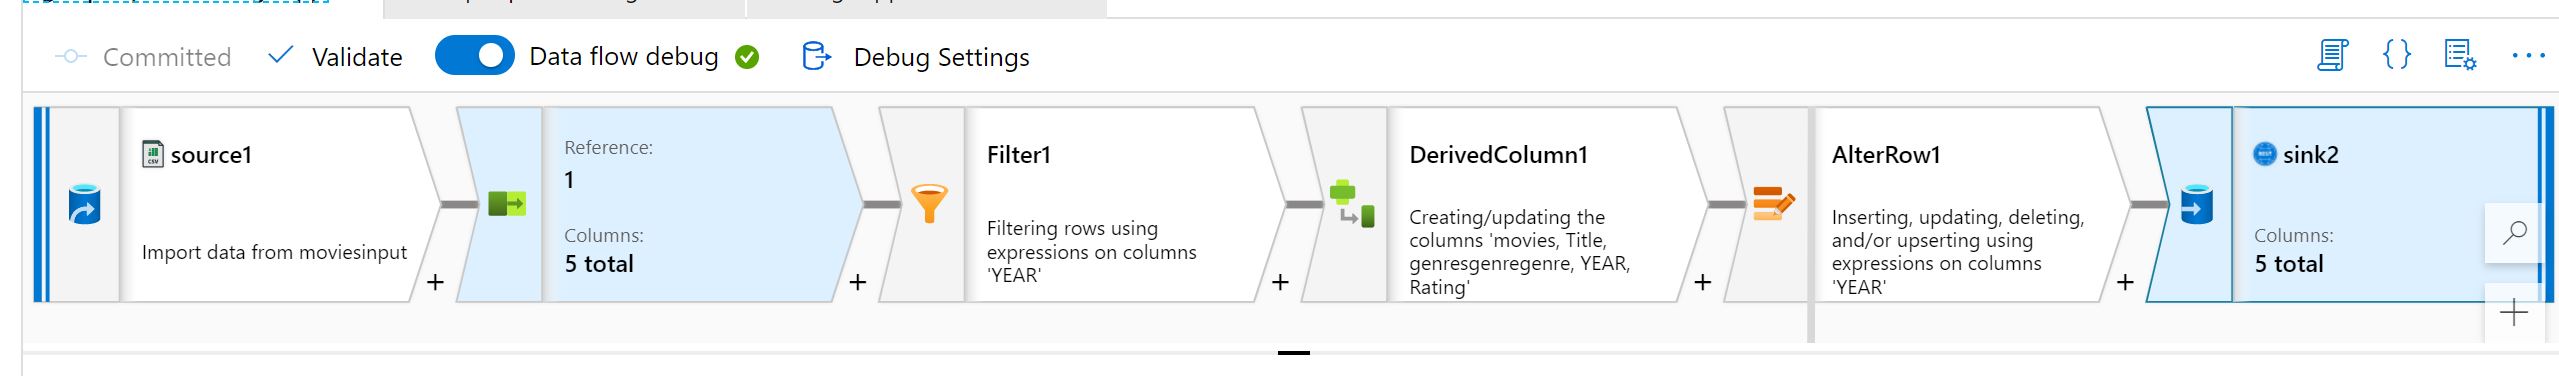 Committed
Validate
Data flow debug
Debug Settings
CSV
source1
Import data from moviesinput
+
Reference:
1
Columns:
5 total
+
Filter1
Filtering rows using
expressions on columns
'YEAR'
+
DerivedColumn1
Creating/updating the
columns 'movies, Title,
genresgenregenre, YEAR,
Rating'
+
AlterRow1
Inserting, updating, deleting,
and/or upserting using
expressions on columns
'YEAR'
+
REST
sink2
Columns:
5 total